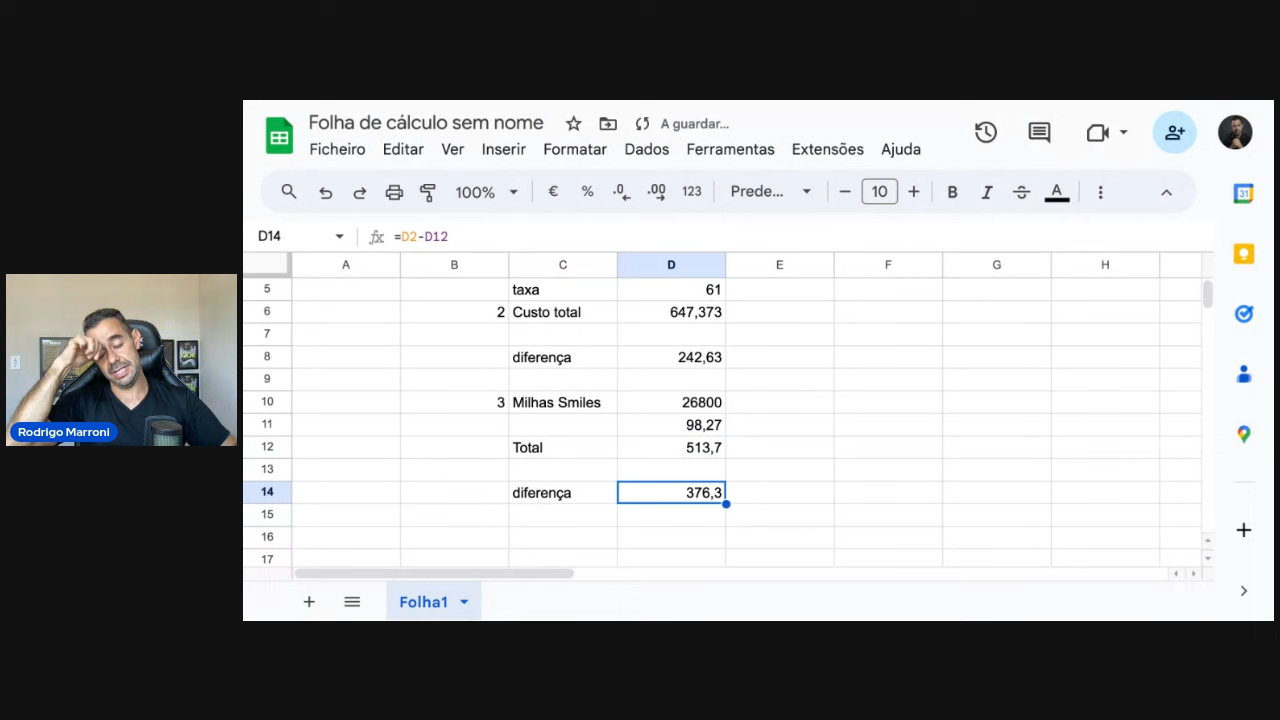 Folha de cálculo sem nome A guardar...
Ficheiro Editar Ver Inserir Formatar Dados Ferramentas Extensões Ajuda
100% € % .0 .00 123 Prede... 10 B I S A
D14 fx =D2-D12
A B C D E F G H
5 taxa 61
6 2 Custo total 647,373
7
8 diferença 242,63
9
10 3 Milhas Smiles 26800
11 98,27
12 Total 513,7
13
14 diferença 376,3
15
16
17
Folha1
31
Rodrigo Marroni